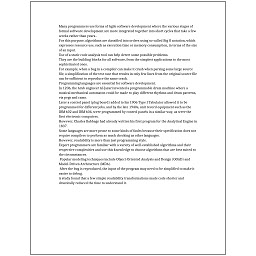 Many programmers use forms of Agile software development where the various stages of
formal software development are more integrated together into short cycles that take a few
weeks rather than years.
For this purpose, algorithms are classified into orders using so-called Big O notation, which
expresses resource use, such as execution time or memory consumption, in terms of the size
of an input.
Use of a static code analysis tool can help detect some possible problems.
They are the building blocks for all software, from the simplest applications to the most
sophisticated ones.
For example, when a bug in a compiler can make it crash when parsing some large source
file, a simplification of the test case that results in only few lines from the original source file
can be sufficient to reproduce the same crash.
Programming languages are essential for software development.
In 1206, the Arab engineer Al-Jazari invented a programmable drum machine where a
musical mechanical automaton could be made to play different rhythms and drum patterns,
via pegs and cams.
Later a control panel (plug board) added to his 1906 Type I Tabulator allowed it to be
programmed for different jobs, and by the late 1940s, unit record equipment such as the
IBM 602 and IBM 604, were programmed by control panels in a similar way, as were the
first electronic computers.
However, Charles Babbage had already written his first program for the Analytical Engine in
1837.
Some languages are more prone to some kinds of faults because their specification does not
require compilers to perform as much checking as other languages.
However, readability is more than just programming style.
Expert programmers are familiar with a variety of well-established algorithms and their
respective complexities and use this knowledge to choose algorithms that are best suited to
the circumstances.
Popular modeling techniques include Object-Oriented Analysis and Design (OOAD) and
Model-Driven Architecture (MDA).
After the bug is reproduced, the input of the program may need to be simplified to make it
easier to debug.
A study found that a few simple readability transformations made code shorter and
drastically reduced the time to understand it.